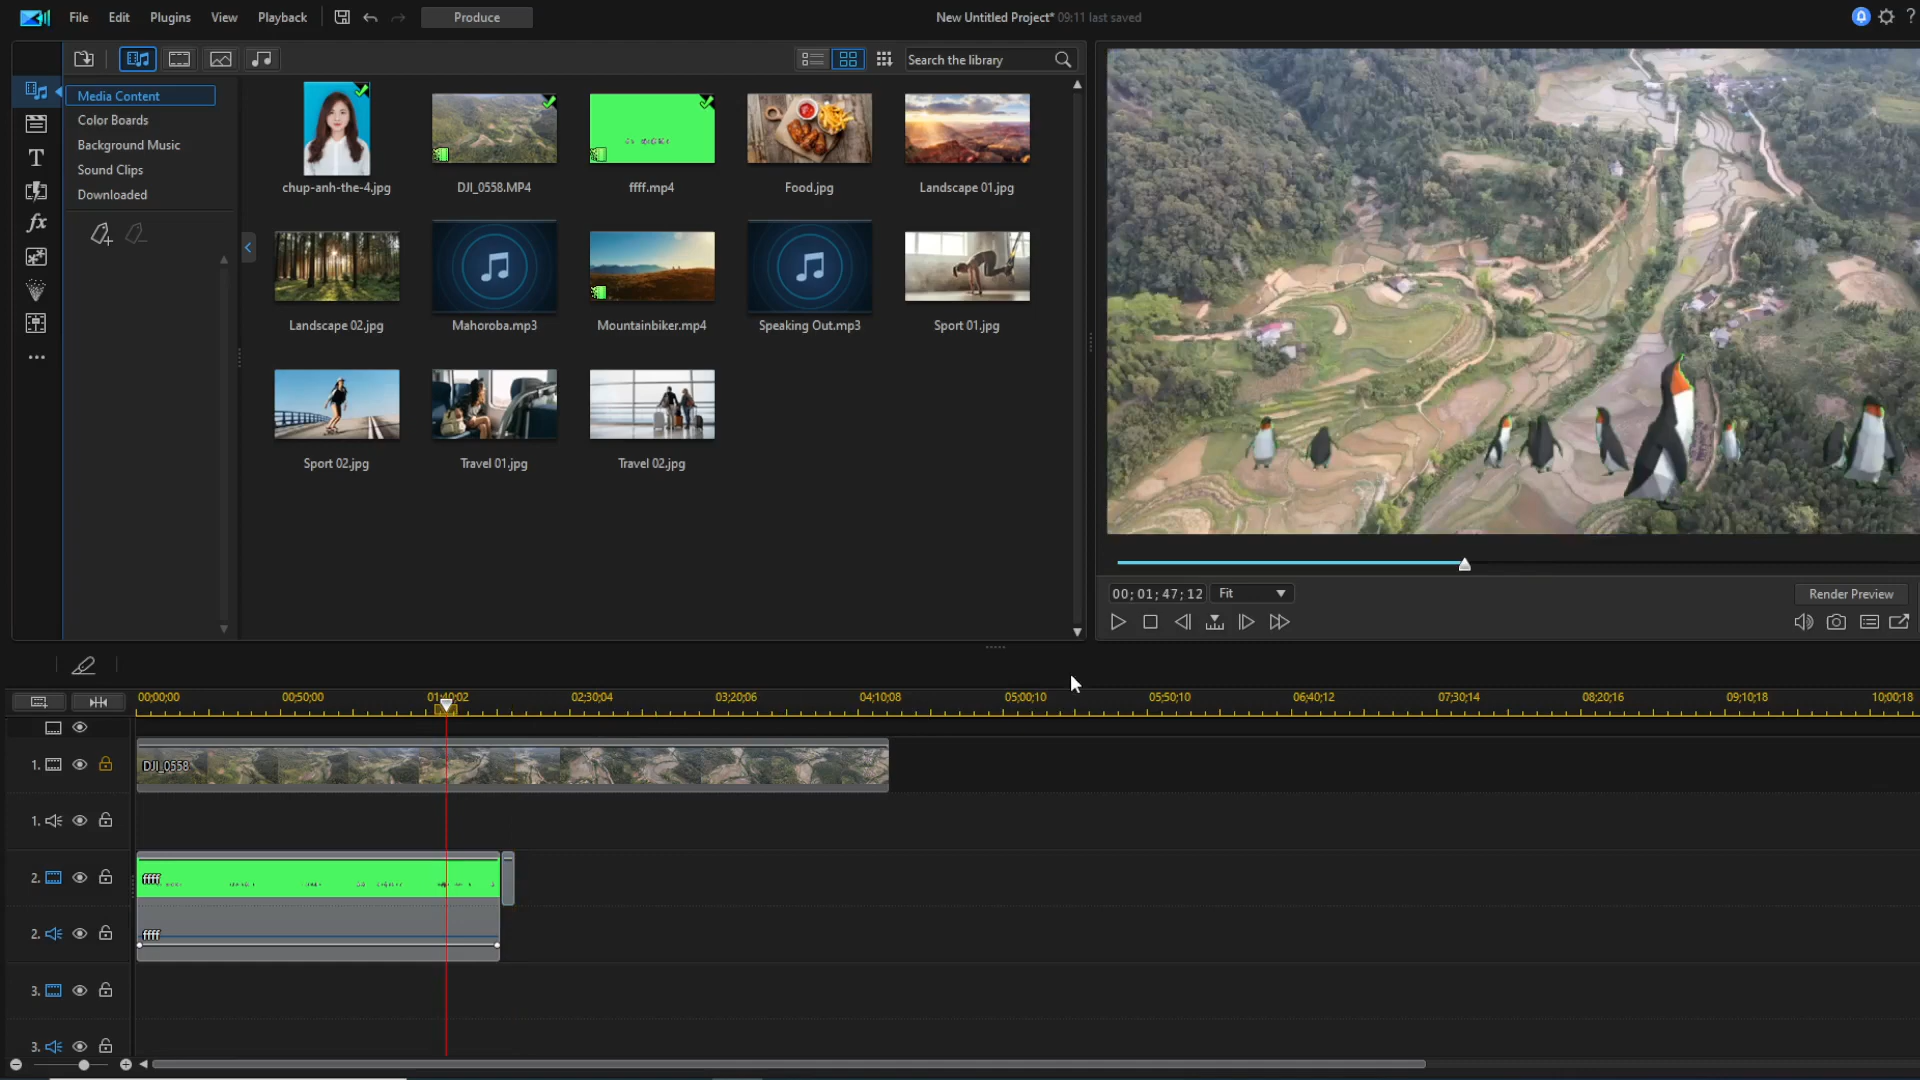 File Edit Plugins View Playback Produce New Untitled Project* 09:11 last saved ?
Search the library
Media Content
Color Boards
Background Music
Sound Clips
Downloaded
chup-anh-the-4.jpg DJI_0558.MP4 ffff.mp4 Food.jpg Landscape 01.jpg
Landscape 02.jpg Mahoroba.mp3 Mountainbiker.mp4 Speaking Out.mp3 Sport 01.jpg
Sport 02.jpg Travel 01.jpg Travel 02.jpg
00;01;47;12 Fit Render Preview
00;00;00 00;50;00 01;40;02 02;30;04 03;20;06 04;10;08 05;00;10 05;50;10 06;40;12 07;30;14 08;20;16 09;10;18 10;00;18
1. DJI_0558
1.
2. ffff
2. ffff
3.
3.